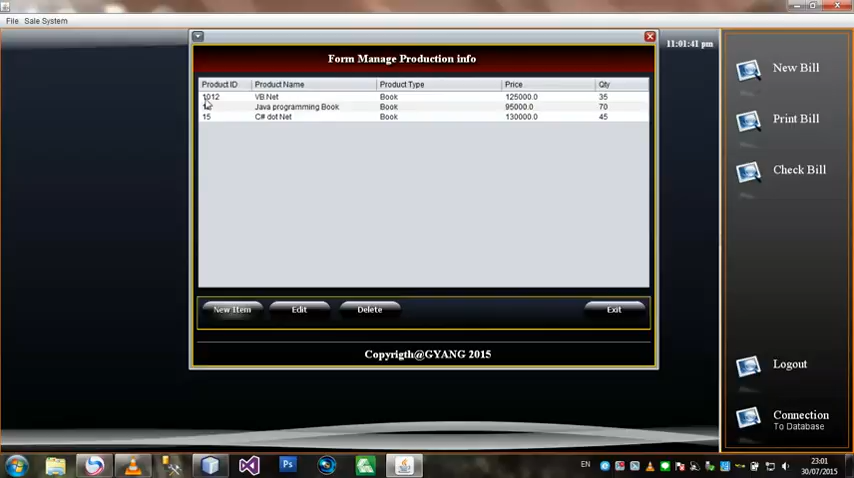 File Sale System
11:01:41 pm
Form Manage Production info
Product ID Product Name Product Type Price Qty
1012 VB.Net Book 125000.0 35
Java programming Book Book 95000.0 70
15 C# dot Net Book 130000.0 45
New Item Edit Delete Exit
Copyrigth@GYANG 2015
New Bill
Print Bill
Check Bill
Logout
Connection
To Database
Ps
EN
23:01
30/07/2015